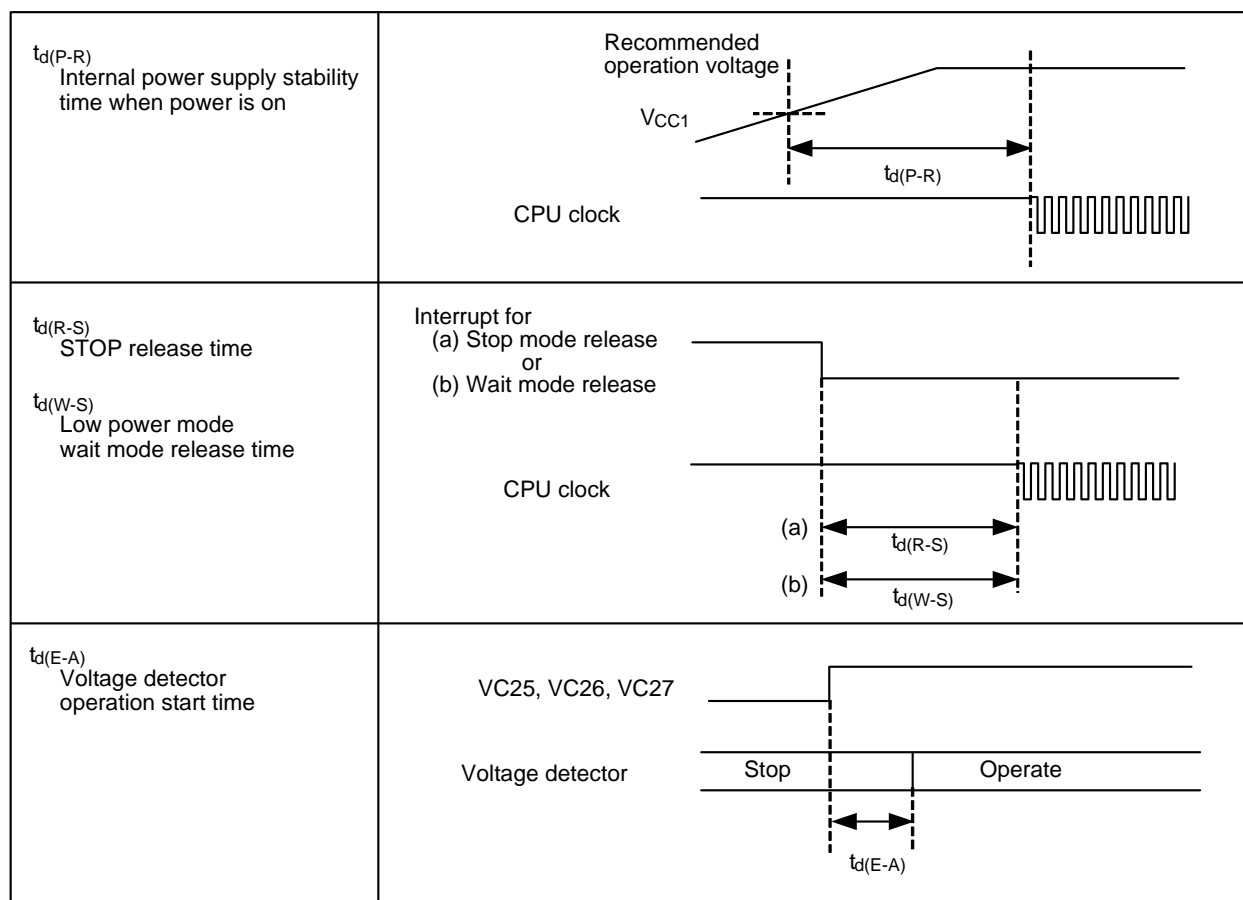 td(P-R)
Internal power supply stability
time when power is on
Recommended
operation voltage
VCC1
td(P-R)
CPU clock
td(R-S)
STOP release time
td(W-S)
Low power mode
wait mode release time
Interrupt for
(a) Stop mode release
or
(b) Wait mode release
CPU clock
(a)
td(R-S)
(b)
td(W-S)
td(E-A)
Voltage detector
operation start time
VC25, VC26, VC27
Voltage detector
Stop
Operate
td(E-A)